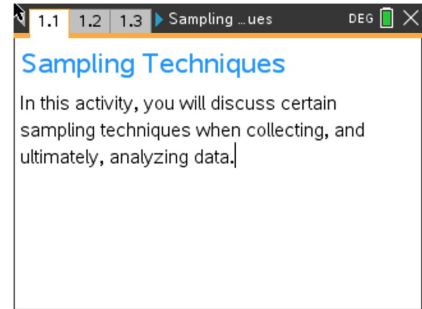 1.1 1.2 1.3 Sampling ...ues DEG
Sampling Techniques
In this activity, you will discuss certain
sampling techniques when collecting, and
ultimately, analyzing data.